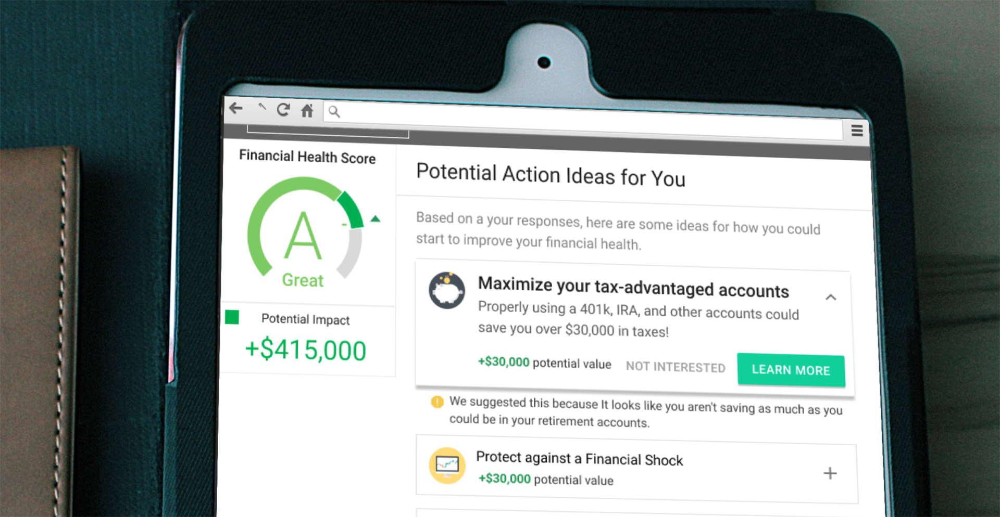 Financial Health Score
A-
Great
Potential Impact
+$415,000
Potential Action Ideas for You
Based on a your responses, here are some ideas for how you could
start to improve your financial health.
Maximize your tax-advantaged accounts
Properly using a 401k, IRA, and other accounts could
save you over $30,000 in taxes!
+$30,000 potential value NOT INTERESTED LEARN MORE
We suggested this because It looks like you aren't saving as much as you
could be in your retirement accounts.
Protect against a Financial Shock
+$30,000 potential value